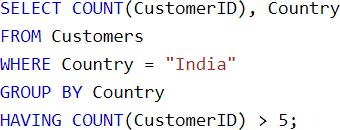 SELECT COUNT(CustomerID), Country
FROM Customers
WHERE Country = "India"
GROUP BY Country
HAVING COUNT(CustomerID) > 5;